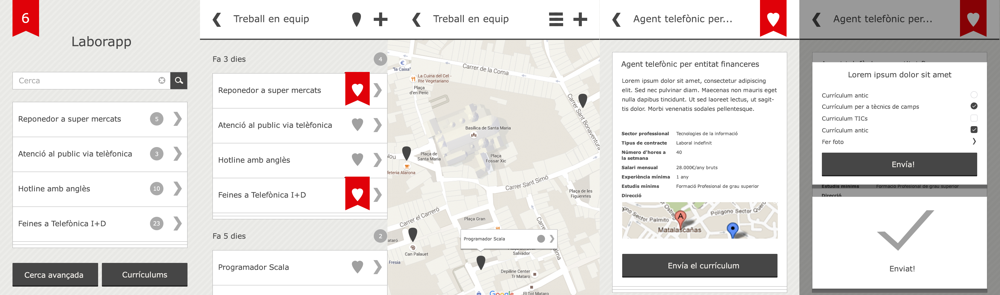 6
Laborapp
Cerca
Reponedor a super mercats
5
Atenció al public via telèfonica
3
Hotline amb anglès
10
Feines a Telefònica I+D
23
Cerca avançada
Currículums
Treball en equip
Fa 3 dies
4
Reponedor a super mercats
Atenció al public via telèfonica
Hotline amb anglès
Feines a Telefònica I+D
Fa 5 dies
2
Programador Scala
Treball en equip
"la Caixa"
Carrer de la Coma
La Cuina del Cel -
Rte Vegetariano
Plaça
d'en Peric
Carrer Sant Bonaventura
Basílica de Santa Maria
Nou
Plaça de
Santa Maria
Plaça
Fossar Xic
feteria Alarona
Carrer Sant Simó
Plaça de les
Figueretes
Carrer el Carreró
Plaça Gran
Carre
Programador Scala
ataró
Salvador
alma
Can Palauet
Fresia
Depiline Center
Tr Mataro
El Tot Mataro
Google
Agent telefònic per...
Agent telefònic per entitat financeres
Lorem ipsum dolor sit amet, consectetur adipiscing
elit. Sed nec pulvinar diam. Maecenas non mauris eget
nulla dapibus tincidunt. Ut sed laoreet lectus, ut sagit-
tis dolor. Morbi venenatis sodales pellentesque.
Sector professional Tecnologies de la informació
Tipus de contracte Laboral indefinit
Número d'hores a 40
la setmana
Salari mensual 28.000€/any bruts
Experiència mínima 1 any
Estudis mínims Formació Profesional de grau superior
Direcció
Ostre
ono Sector Palmito
Polígono Sector Quer
A
Matalascañas
Envía el currículum
Agent telefònic per...
Lorem ipsum dolor sit amet
Currículum antic
Currículum per a tècnics de camps
Curriculum TICs
Currículum antic
Fer foto
Envía!
Estudis mínims Formació Profesional de grau superior
Direcció
Enviat!